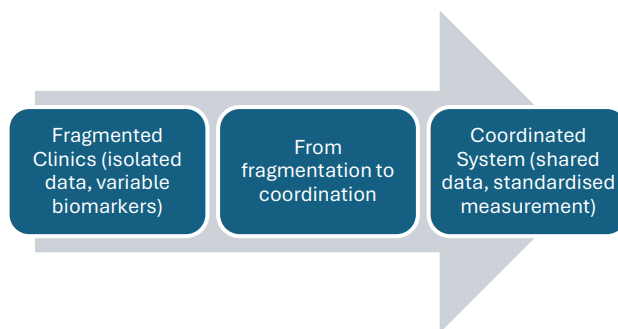 Fragmented
Clinics (isolated
data, variable
biomarkers)
From
fragmentation to
coordination
Coordinated
System (shared
data, standardised
measurement)